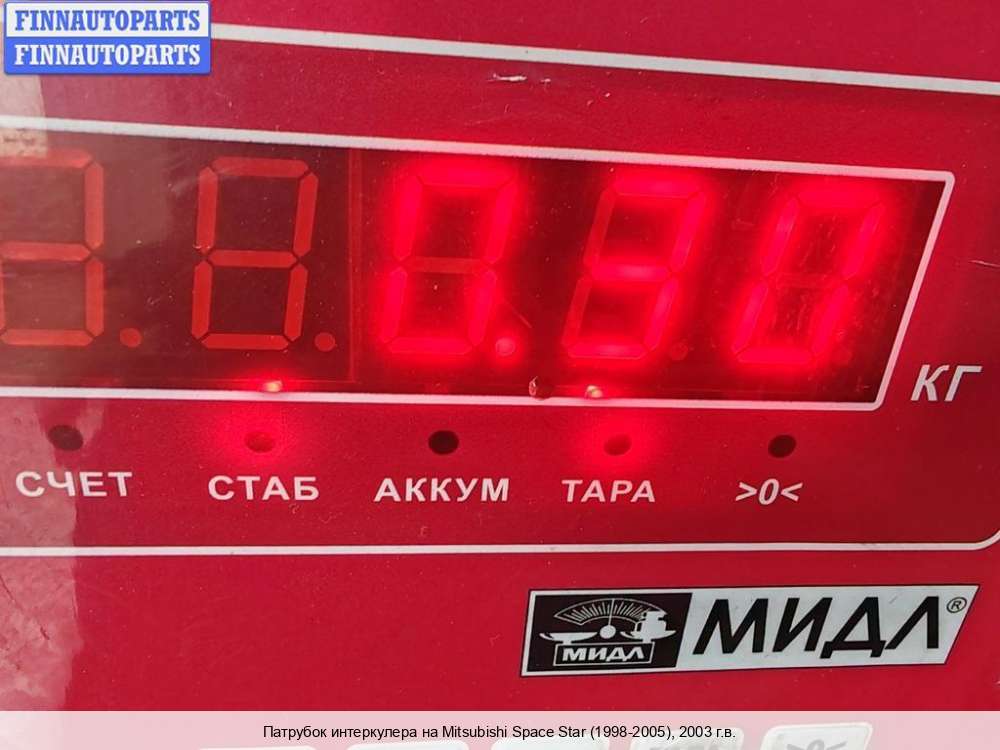 FINNAUTOPARTS
FINNAUTOPARTS
0.90
КГ
СЧЕТ СТАБ АККУМ ТАРА >0<
МИДЛ МИДЛ®
Патрубок интеркулера на Mitsubishi Space Star (1998-2005), 2003 г.в.